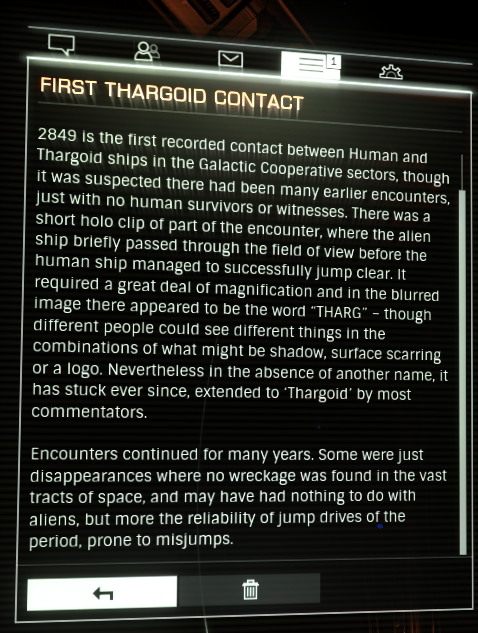 1
FIRST THARGOID CONTACT
2849 is the first recorded contact between Human and
Thargoid ships in the Galactic Cooperative sectors, though
it was suspected there had been many earlier encounters,
just with no human survivors or witnesses. There was a
short holo clip of part of the encounter, where the alien
ship briefly passed through the field of view before the
human ship managed to successfully jump clear. It
required a great deal of magnification and in the blurred
image there appeared to be the word “THARG” – though
different people could see different things in the
combinations of what might be shadow, surface scarring
or a logo. Nevertheless in the absence of another name, it
has stuck ever since, extended to ‘Thargoid’ by most
commentators.
Encounters continued for many years. Some were just
disappearances where no wreckage was found in the vast
tracts of space, and may have had nothing to do with
aliens, but more the reliability of jump drives of the
period, prone to misjumps.